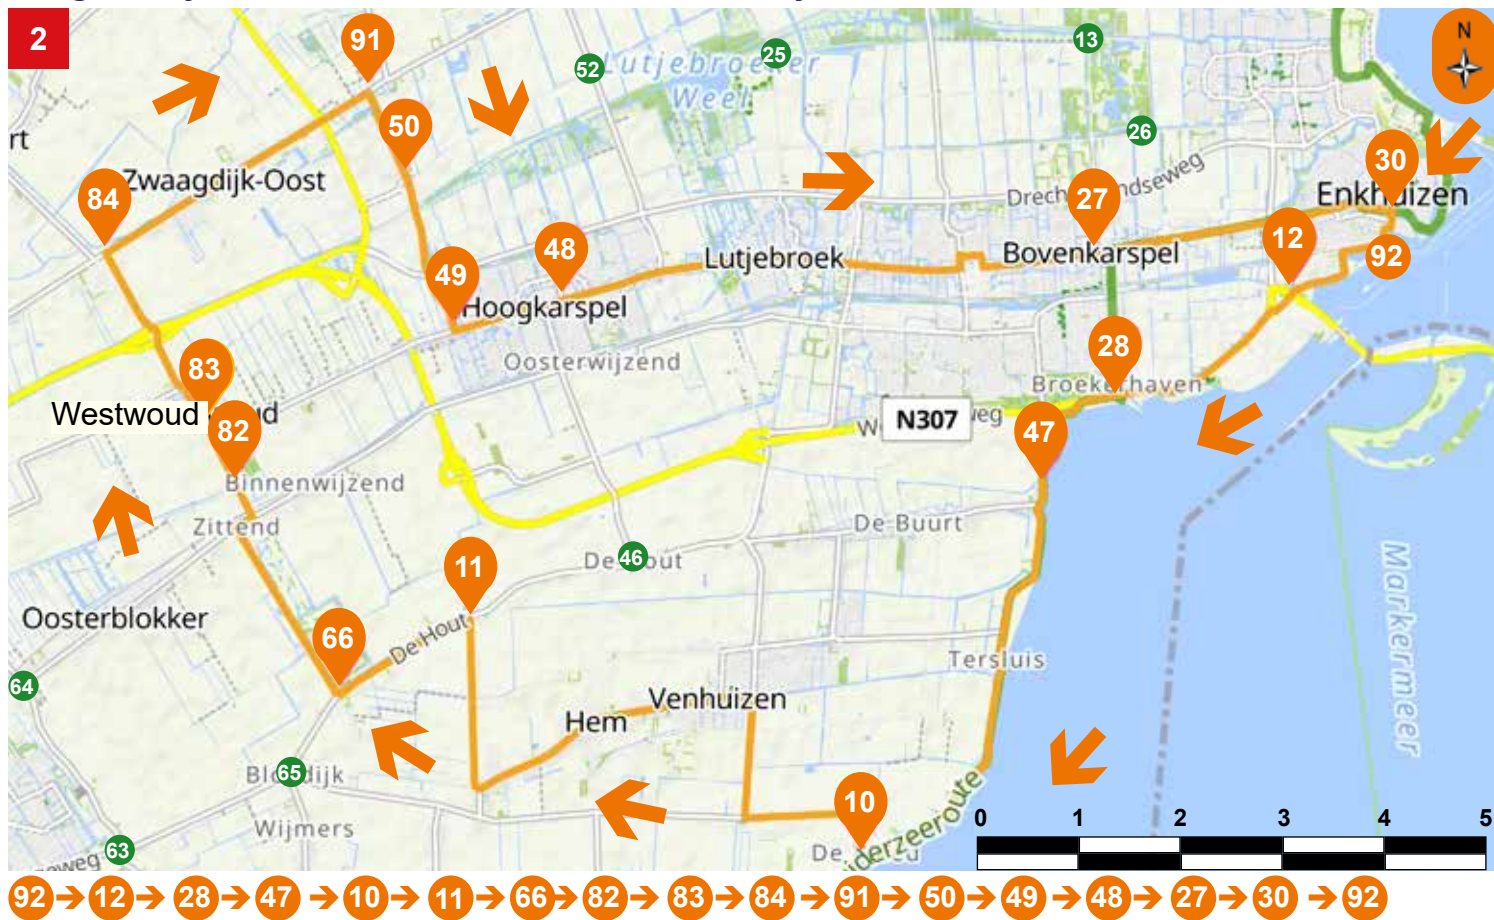 2
91
N
52
Lutjebroeker
Weel
25
13
50
26
30
rt
Zwaagdijk-Oost
84
27
Enkhuizen
12
48
92
49
Lutjebroek
Bovenkarspel
Hoogkarspel
28
Oosterwijzend
83
Broekerhaven
Westwoud
82
N307
47
Binnenwijzend
Zittend
De Buurt
11
46
Oosterblokker
66
De Hout
Markermeer
Tersluis
64
Venhuizen
Hem
65
10
Wijmers
63
0 1 2 3 4 5
92 → 12 → 28 → 47 → 10 → 11 → 66 → 82 → 83 → 84 → 91 → 50 → 49 → 48 → 27 → 30 → 92